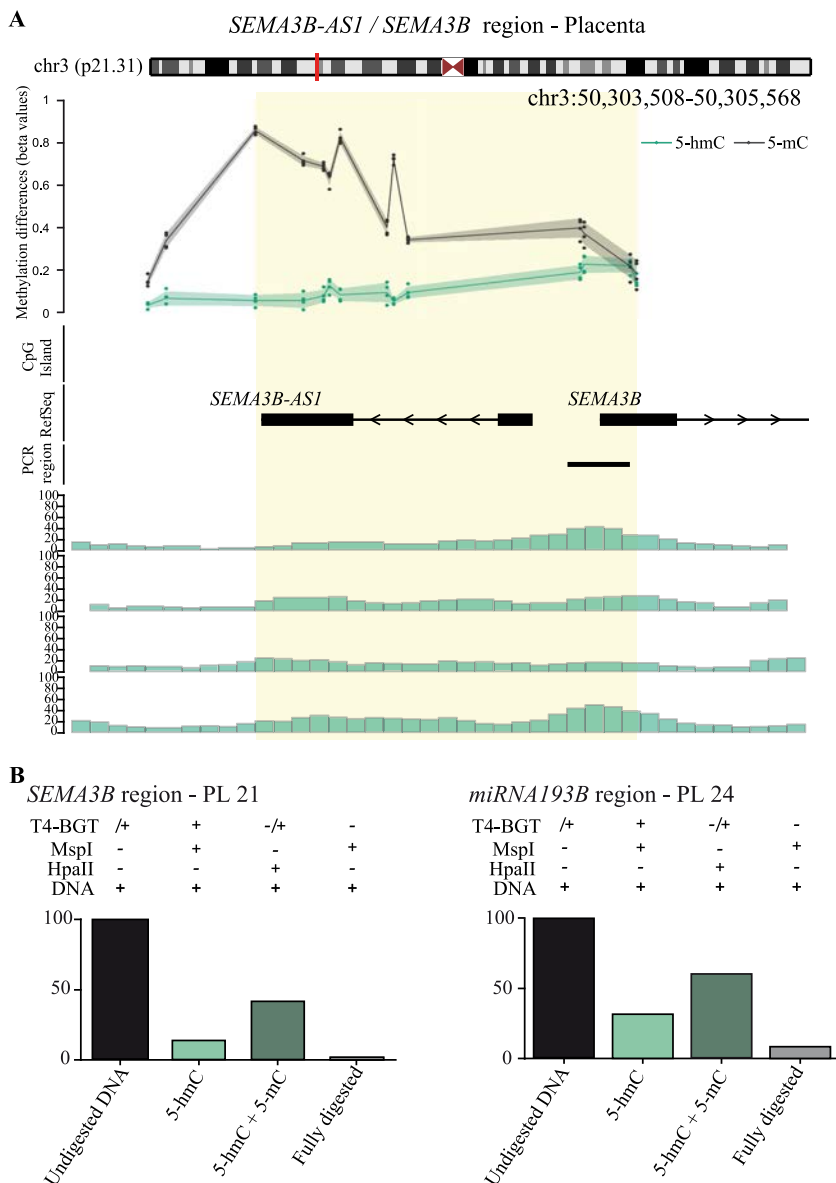 A
SEMA3B-AS1 / SEMA3B region - Placenta
chr3 (p21.31)
chr3:50,303,508-50,305,568
Methylation differences (beta values)
1
0.8
0.6
0.4
0.2
0
5-hmC
5-mC
CpG
Island
RefSeq
SEMA3B-AS1
SEMA3B
PCR
region
100
80
60
40
20
0
100
80
60
40
20
0
100
80
60
40
20
0
100
80
60
40
20
0
B
SEMA3B region - PL 21
T4-BGT /+ + -/+ -
MspI - + - +
HpaII - - + -
DNA + + + +
100
50
0
Undigested DNA
5-hmC
5-hmC + 5-mC
Fully digested
miRNA193B region - PL 24
T4-BGT /+ + -/+ -
MspI - + - +
HpaII - - + -
DNA + + + +
100
50
0
Undigested DNA
5-hmC
5-hmC + 5-mC
Fully digested